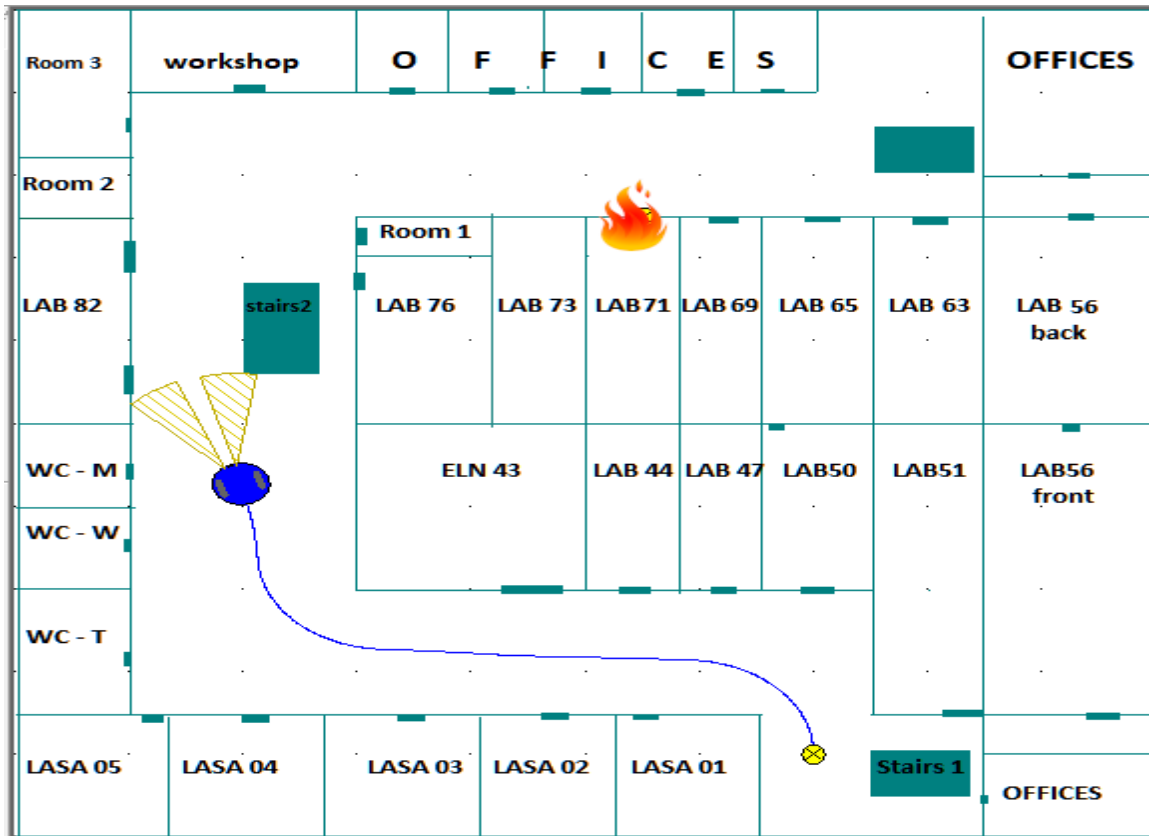 Room 3
workshop
O F F I C E S
OFFICES
Room 2
Room 1
LAB 82
stairs2
LAB 76
LAB 73
LAB71
LAB 69
LAB 65
LAB 63
LAB 56
back
WC - M
ELN 43
LAB 44
LAB 47
LAB50
LAB51
LAB56
front
WC - W
WC - T
LASA 05
LASA 04
LASA 03
LASA 02
LASA 01
Stairs 1
OFFICES